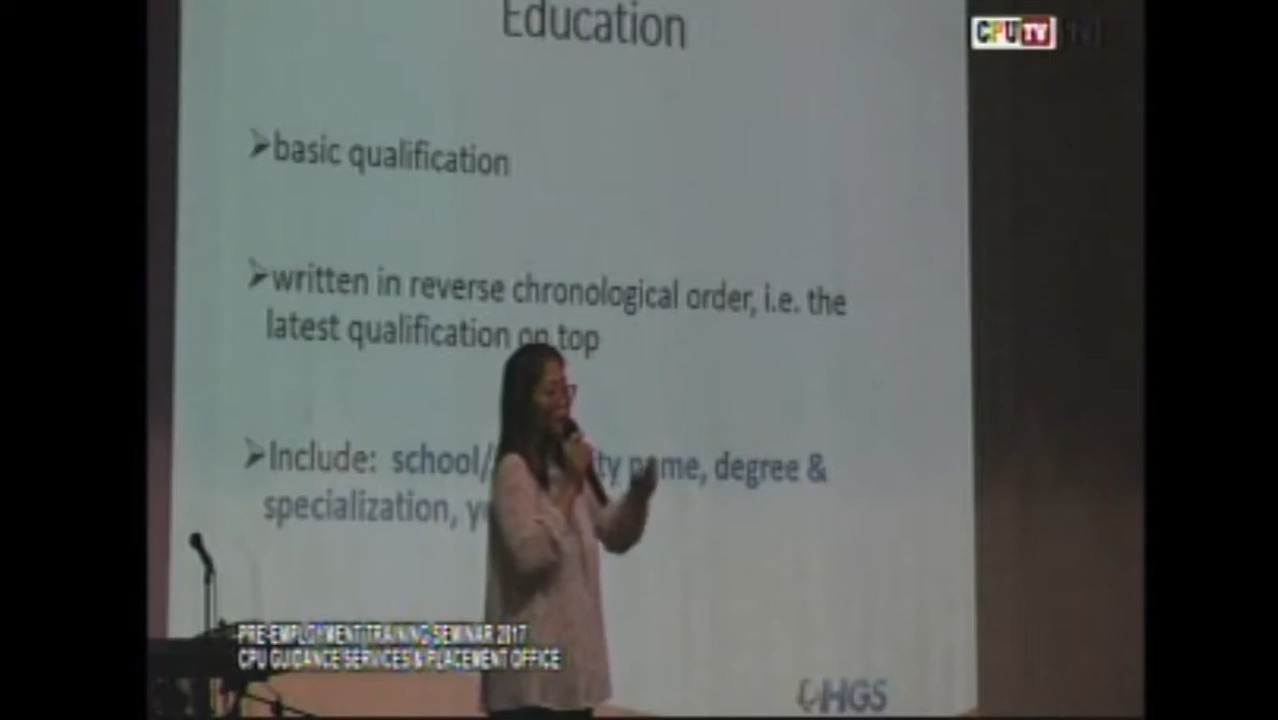 Education
CPU TV
basic qualification
written in reverse chronological order, i.e. the
latest qualification on top
Include: school/ name, degree &
specialization,
PRE-EMPLOYMENT TRAINING SEMINAR 2017
CPU GUIDANCE SERVICES & PLACEMENT OFFICE
HGS